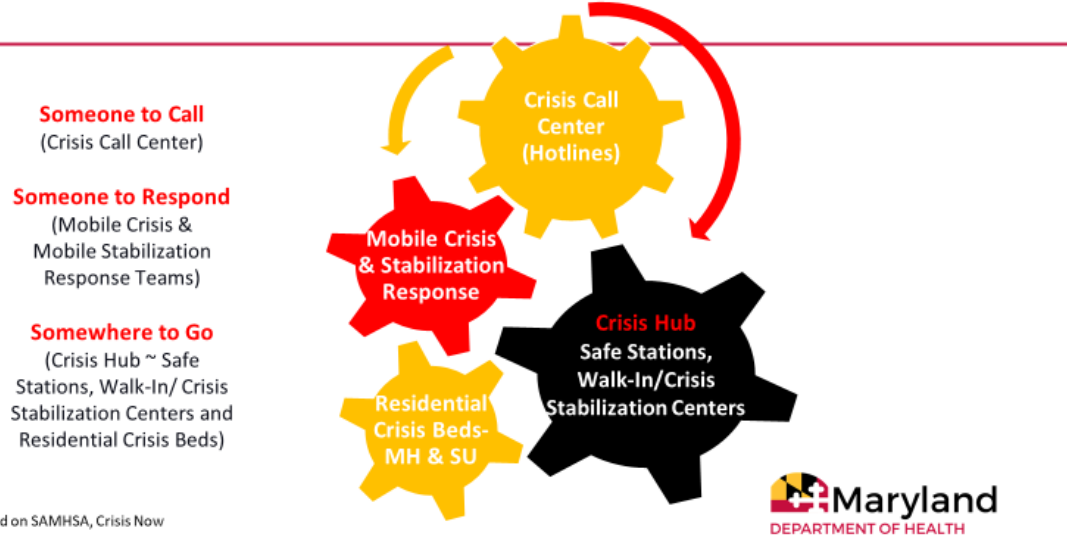 Someone to Call
(Crisis Call Center)
Someone to Respond
(Mobile Crisis &
Mobile Stabilization
Response Teams)
Somewhere to Go
(Crisis Hub ~ Safe
Stations, Walk-In/ Crisis
Stabilization Centers and
Residential Crisis Beds)
Crisis Call
Center
(Hotlines)
Mobile Crisis
& Stabilization
Response
Crisis Hub
Safe Stations,
Walk-In/Crisis
Stabilization Centers
Residential
Crisis Beds-
MH & SU
on SAMHSA, Crisis Now
Maryland
DEPARTMENT OF HEALTH